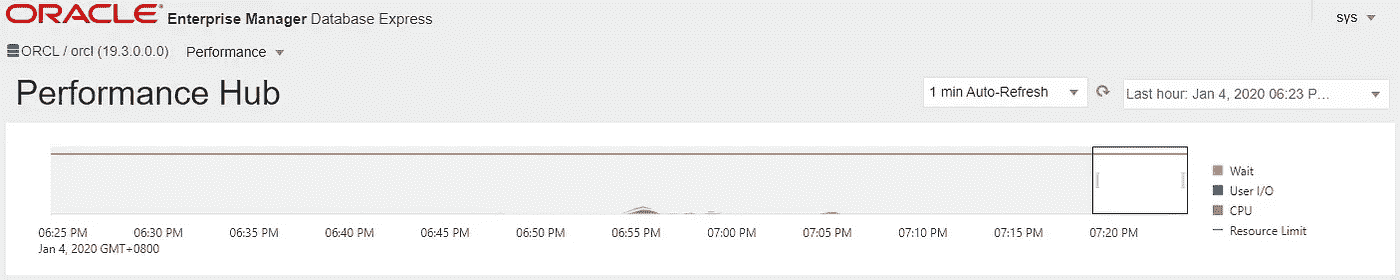 ORACLE Enterprise Manager Database Express
sys
ORCL / orcl (19.3.0.0.0) Performance
Performance Hub
1 min Auto-Refresh
Last hour: Jan 4, 2020 06:23 P...
Wait
User I/O
CPU
Resource Limit
06:25 PM 06:30 PM 06:35 PM 06:40 PM 06:45 PM 06:50 PM 06:55 PM 07:00 PM 07:05 PM 07:10 PM 07:15 PM 07:20 PM
Jan 4, 2020 GMT+0800